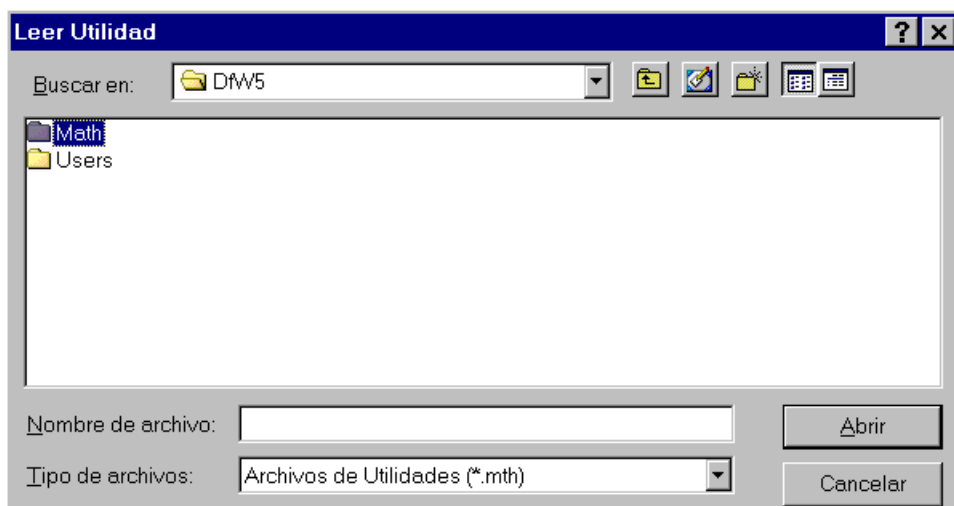 Leer Utilidad
Buscar en: DfW5
Math
Users
Nombre de archivo:
Abrir
Tipo de archivos: Archivos de Utilidades (*.mth)
Cancelar